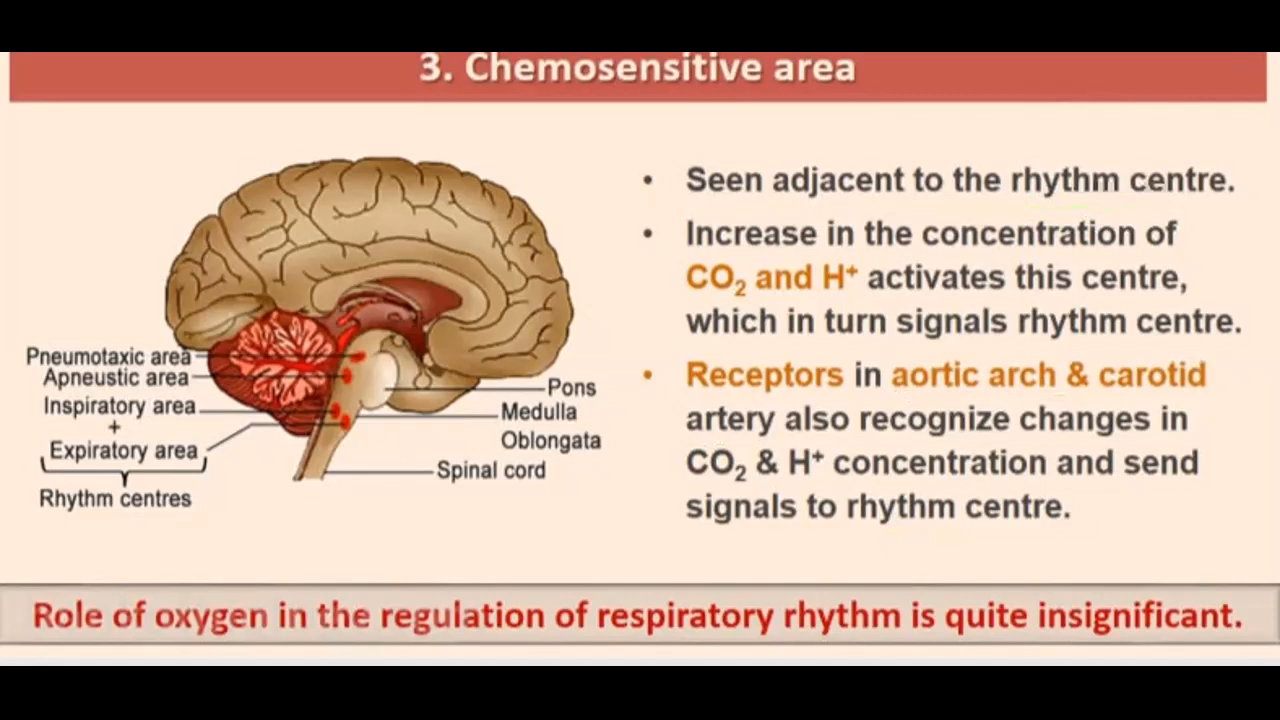 3. Chemosensitive area
Pneumotaxic area
Apneustic area
Inspiratory area
+
Expiratory area
Rhythm centres
Pons
Medulla
Oblongata
Spinal cord
• Seen adjacent to the rhythm centre.
• Increase in the concentration of
CO₂ and H⁺ activates this centre,
which in turn signals rhythm centre.
• Receptors in aortic arch & carotid
artery also recognize changes in
CO₂ & H⁺ concentration and send
signals to rhythm centre.
Role of oxygen in the regulation of respiratory rhythm is quite insignificant.